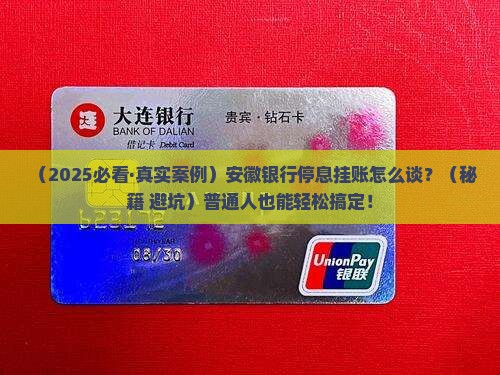 大连银行
BANK OF DALIAN
贵宾·钻石卡
借记卡 Debit Card
（2025必看·真实案例）安徽银行停息挂账怎么谈？（秘
籍 避坑）普通人也能轻松搞定！
08/30
UnionPay
银联